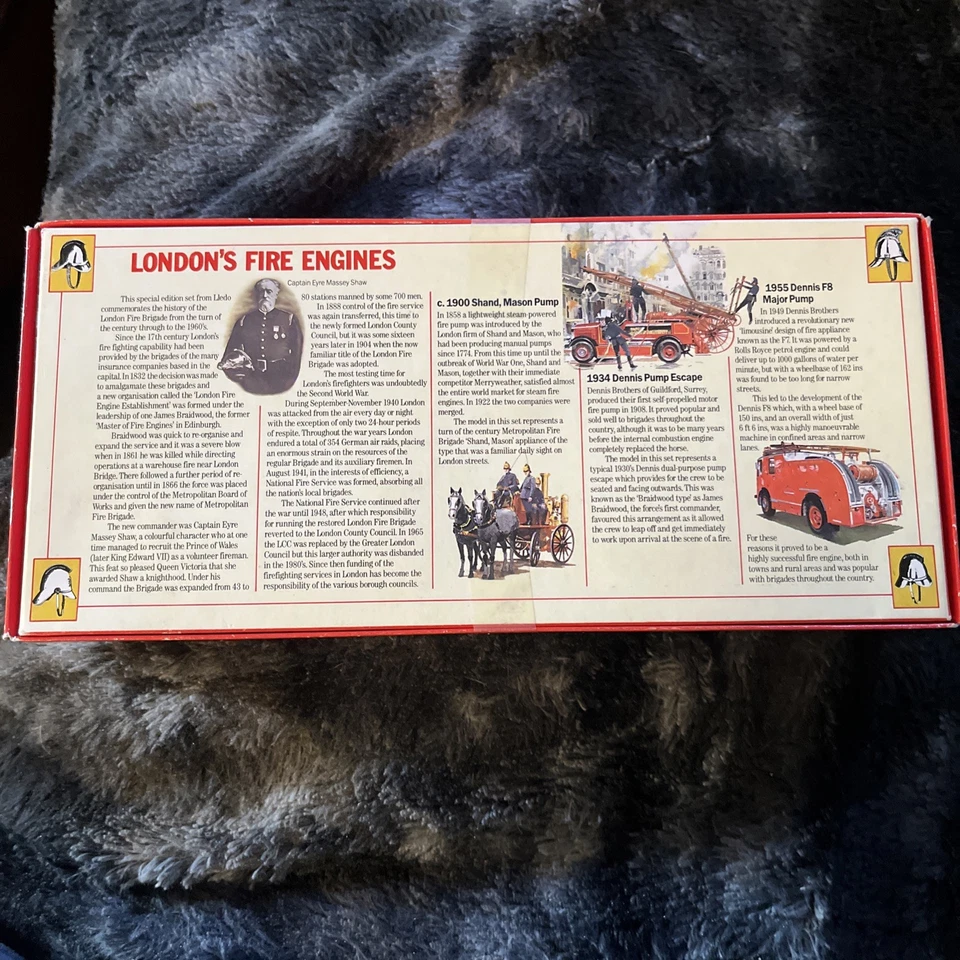 LONDON'S FIRE ENGINES
Captain Eyre Massey Shaw
This special edition set from Lledo
commemorates the history of the
London Fire Brigade from the turn of
the century through to the 1960's.
Since the 17th century London's
fire fighting capability had been
provided by the brigades of the many
insurance companies based in the
capital. In 1832 the decision was made
to amalgamate these brigades and
a new organisation called the 'London Fire
Engine Establishment' was formed under the
leadership of one James Braidwood, the former
'Master of Fire Engines' in Edinburgh.
Braidwood was quick to re-organise and
expand the service and it was a severe blow
when in 1861 he was killed while directing
operations at a warehouse fire near London
Bridge. There followed a further period of re-
organisation until in 1866 the force was placed
under the control of the Metropolitan Board of
Works and given the new name of Metropolitan
Fire Brigade.
The new commander was Captain Eyre
Massey Shaw, a colourful character who at one
time managed to recruit the Prince of Wales
(later King Edward VII) as a volunteer fireman.
This feat so pleased Queen Victoria that she
awarded Shaw a knighthood. Under his
command the Brigade was expanded from 43 to
80 stations manned by some 700 men.
In 1888 control of the fire service
was again transferred, this time to
the newly formed London County
Council, but it was some sixteen
years later in 1904 when the now
familiar title of the London Fire
Brigade was adopted.
The most testing time for
London's firefighters was undoubtedly
the Second World War.
During September-November 1940 London
was attacked from the air every day or night
with the exception of only two 24-hour periods
of respite. Throughout the war years London
endured a total of 354 German air raids, placing
an enormous strain on the resources of the
regular Brigade and its auxiliary firemen. In
August 1941, in the interests of efficiency, a
National Fire Service was formed, absorbing all
the nation's local brigades.
The National Fire Service continued after
the war until 1948, after which responsibility
for running the restored London Fire Brigade
reverted to the London County Council. In 1965
the LCC was replaced by the Greater London
Council but this larger authority was disbanded
in the 1980's. Since then funding of the
firefighting services in London has become the
responsibility of the various borough councils.
c. 1900 Shand, Mason Pump
In 1858 a lightweight steam-powered
fire pump was introduced by the
London firm of Shand and Mason, who
had been producing manual pumps
since 1774. From this time up until the
outbreak of World War One, Shand and
Mason, together with their immediate
competitor Merryweather, satisfied almost
the entire world market for steam fire
engines. In 1922 the two companies were
merged.
The model in this set represents a
turn of the century Metropolitan Fire
Brigade 'Shand, Mason' appliance of the
type that was a familiar daily sight on
London streets.
1934 Dennis Pump Escape
Dennis Brothers of Guildford, Surrey,
produced their first self-propelled motor
fire pump in 1908. It proved popular and
sold well to brigades throughout the
country, although it was to be many years
before the internal combustion engine
completely replaced the horse.
The model in this set represents a
typical 1930's Dennis dual-purpose pump
escape which provides for the crew to be
seated and facing outwards. This was
known as the 'Braidwood type' as James
Braidwood, the force's first commander,
favoured this arrangement as it allowed
the crew to leap off and get immediately
to work upon arrival at the scene of a fire.
1955 Dennis F8
Major Pump
In 1949 Dennis Brothers
introduced a revolutionary new
'limousine' design of fire appliance
known as the F7. It was powered by a
Rolls Royce petrol engine and could
deliver up to 1000 gallons of water per
minute, but with a wheelbase of 162 ins
was found to be too long for narrow
streets.
This led to the development of the
Dennis F8 which, with a wheel base of
150 ins, and an overall width of just
6 ft 6 ins, was a highly manoeuvrable
machine in confined areas and narrow
lanes.
For these
reasons it proved to be a
highly successful fire engine, both in
towns and rural areas and was popular
with brigades throughout the country.